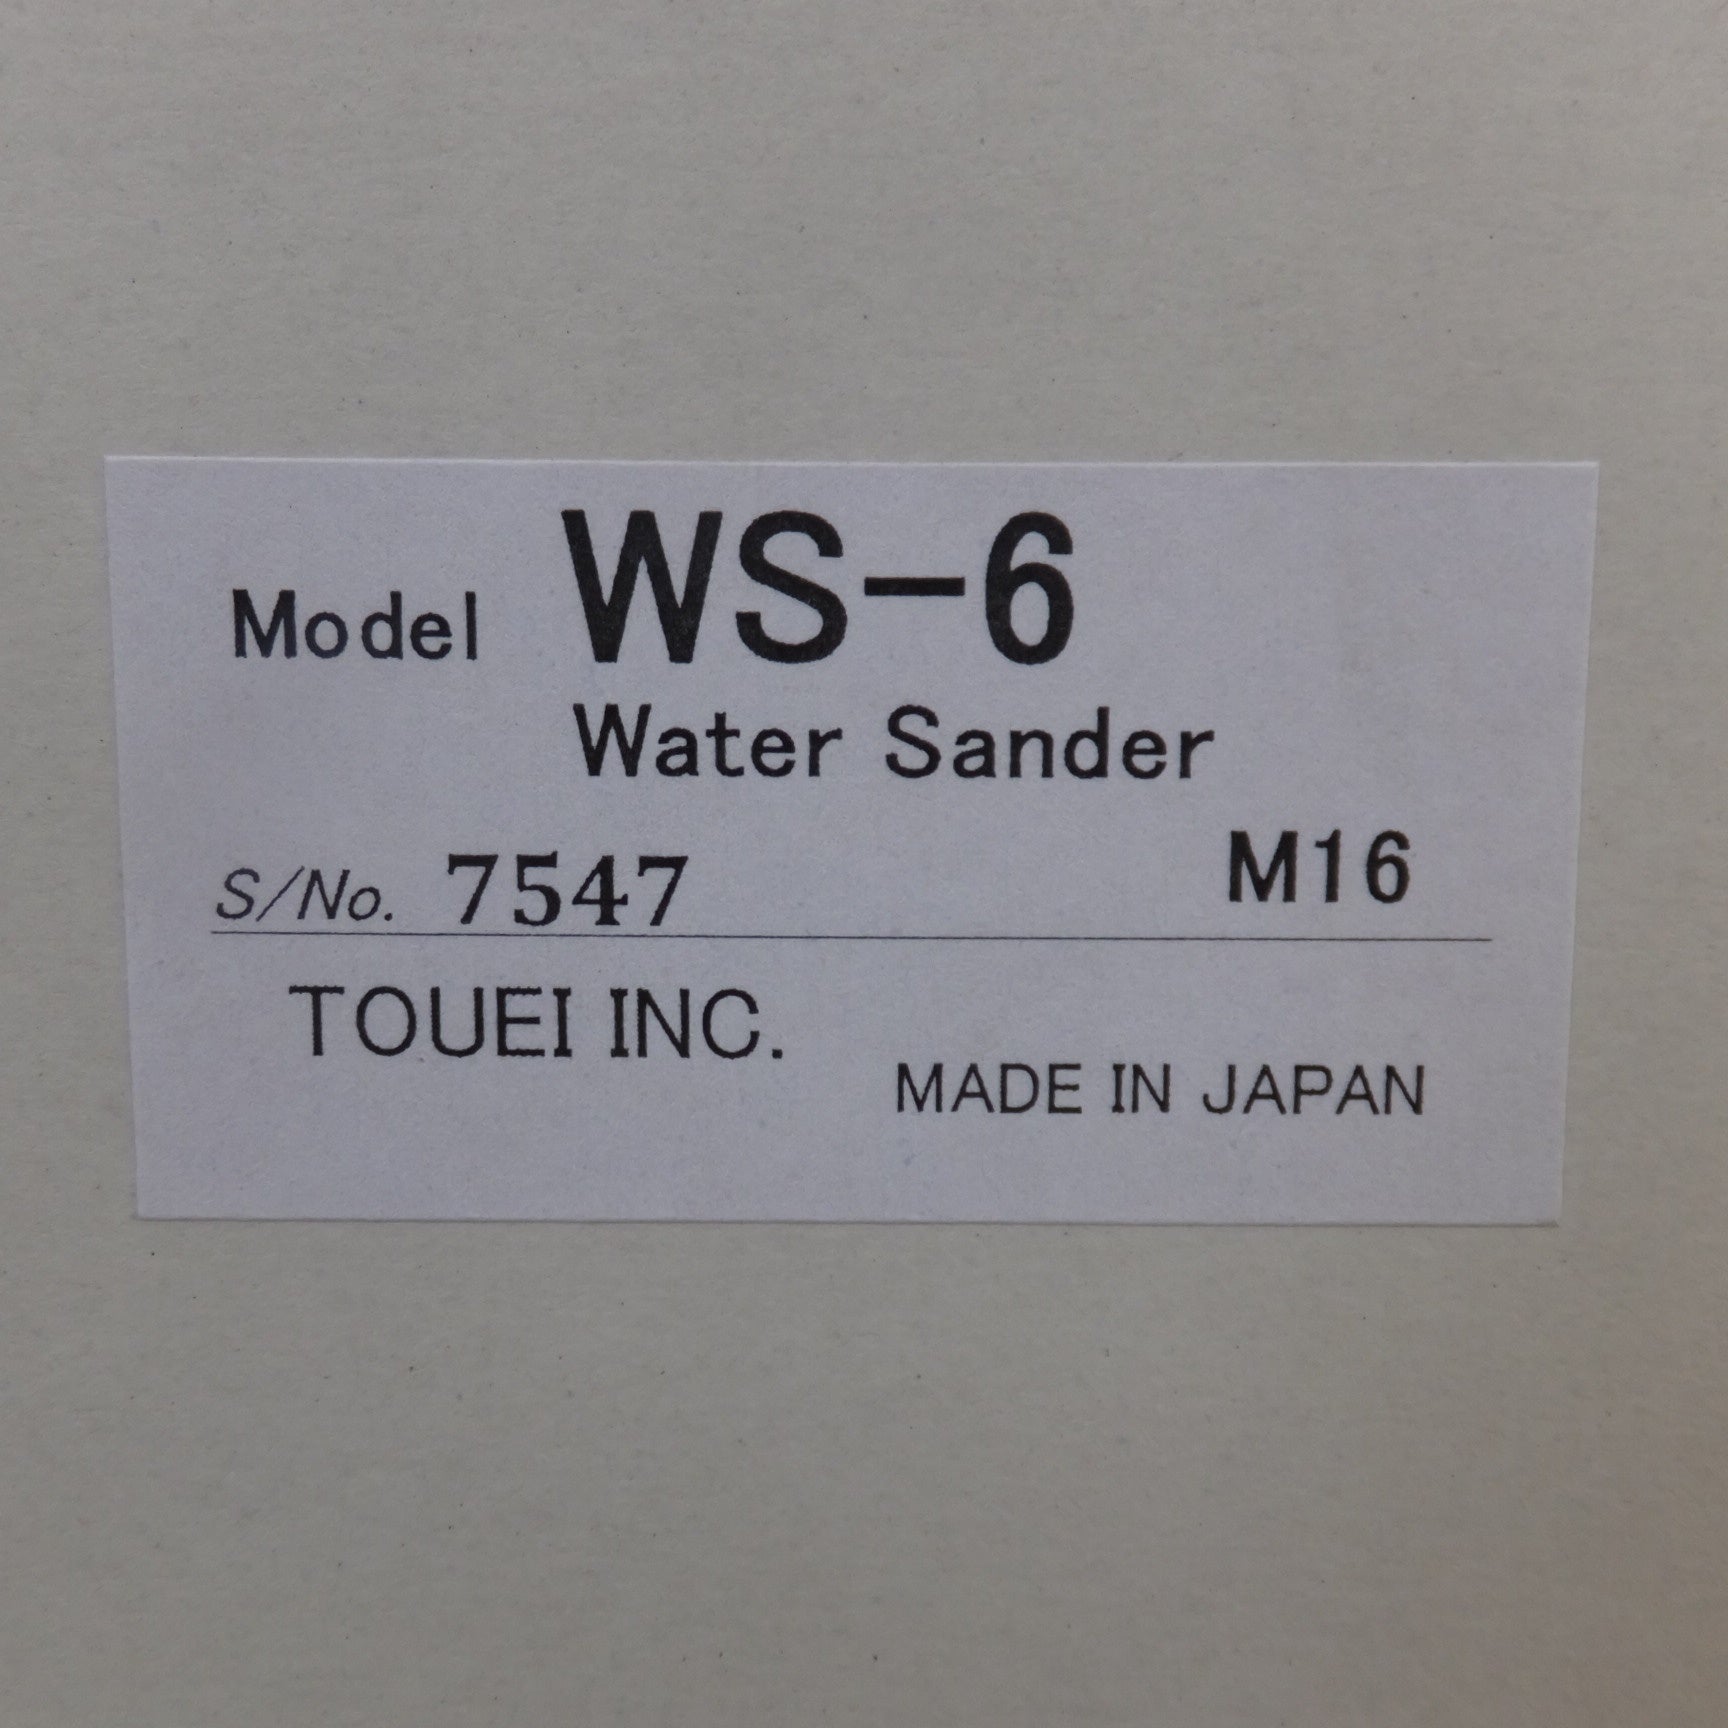 Model WS-6
Water Sander
S/No. 7547 M16
TOUEI INC.
MADE IN JAPAN